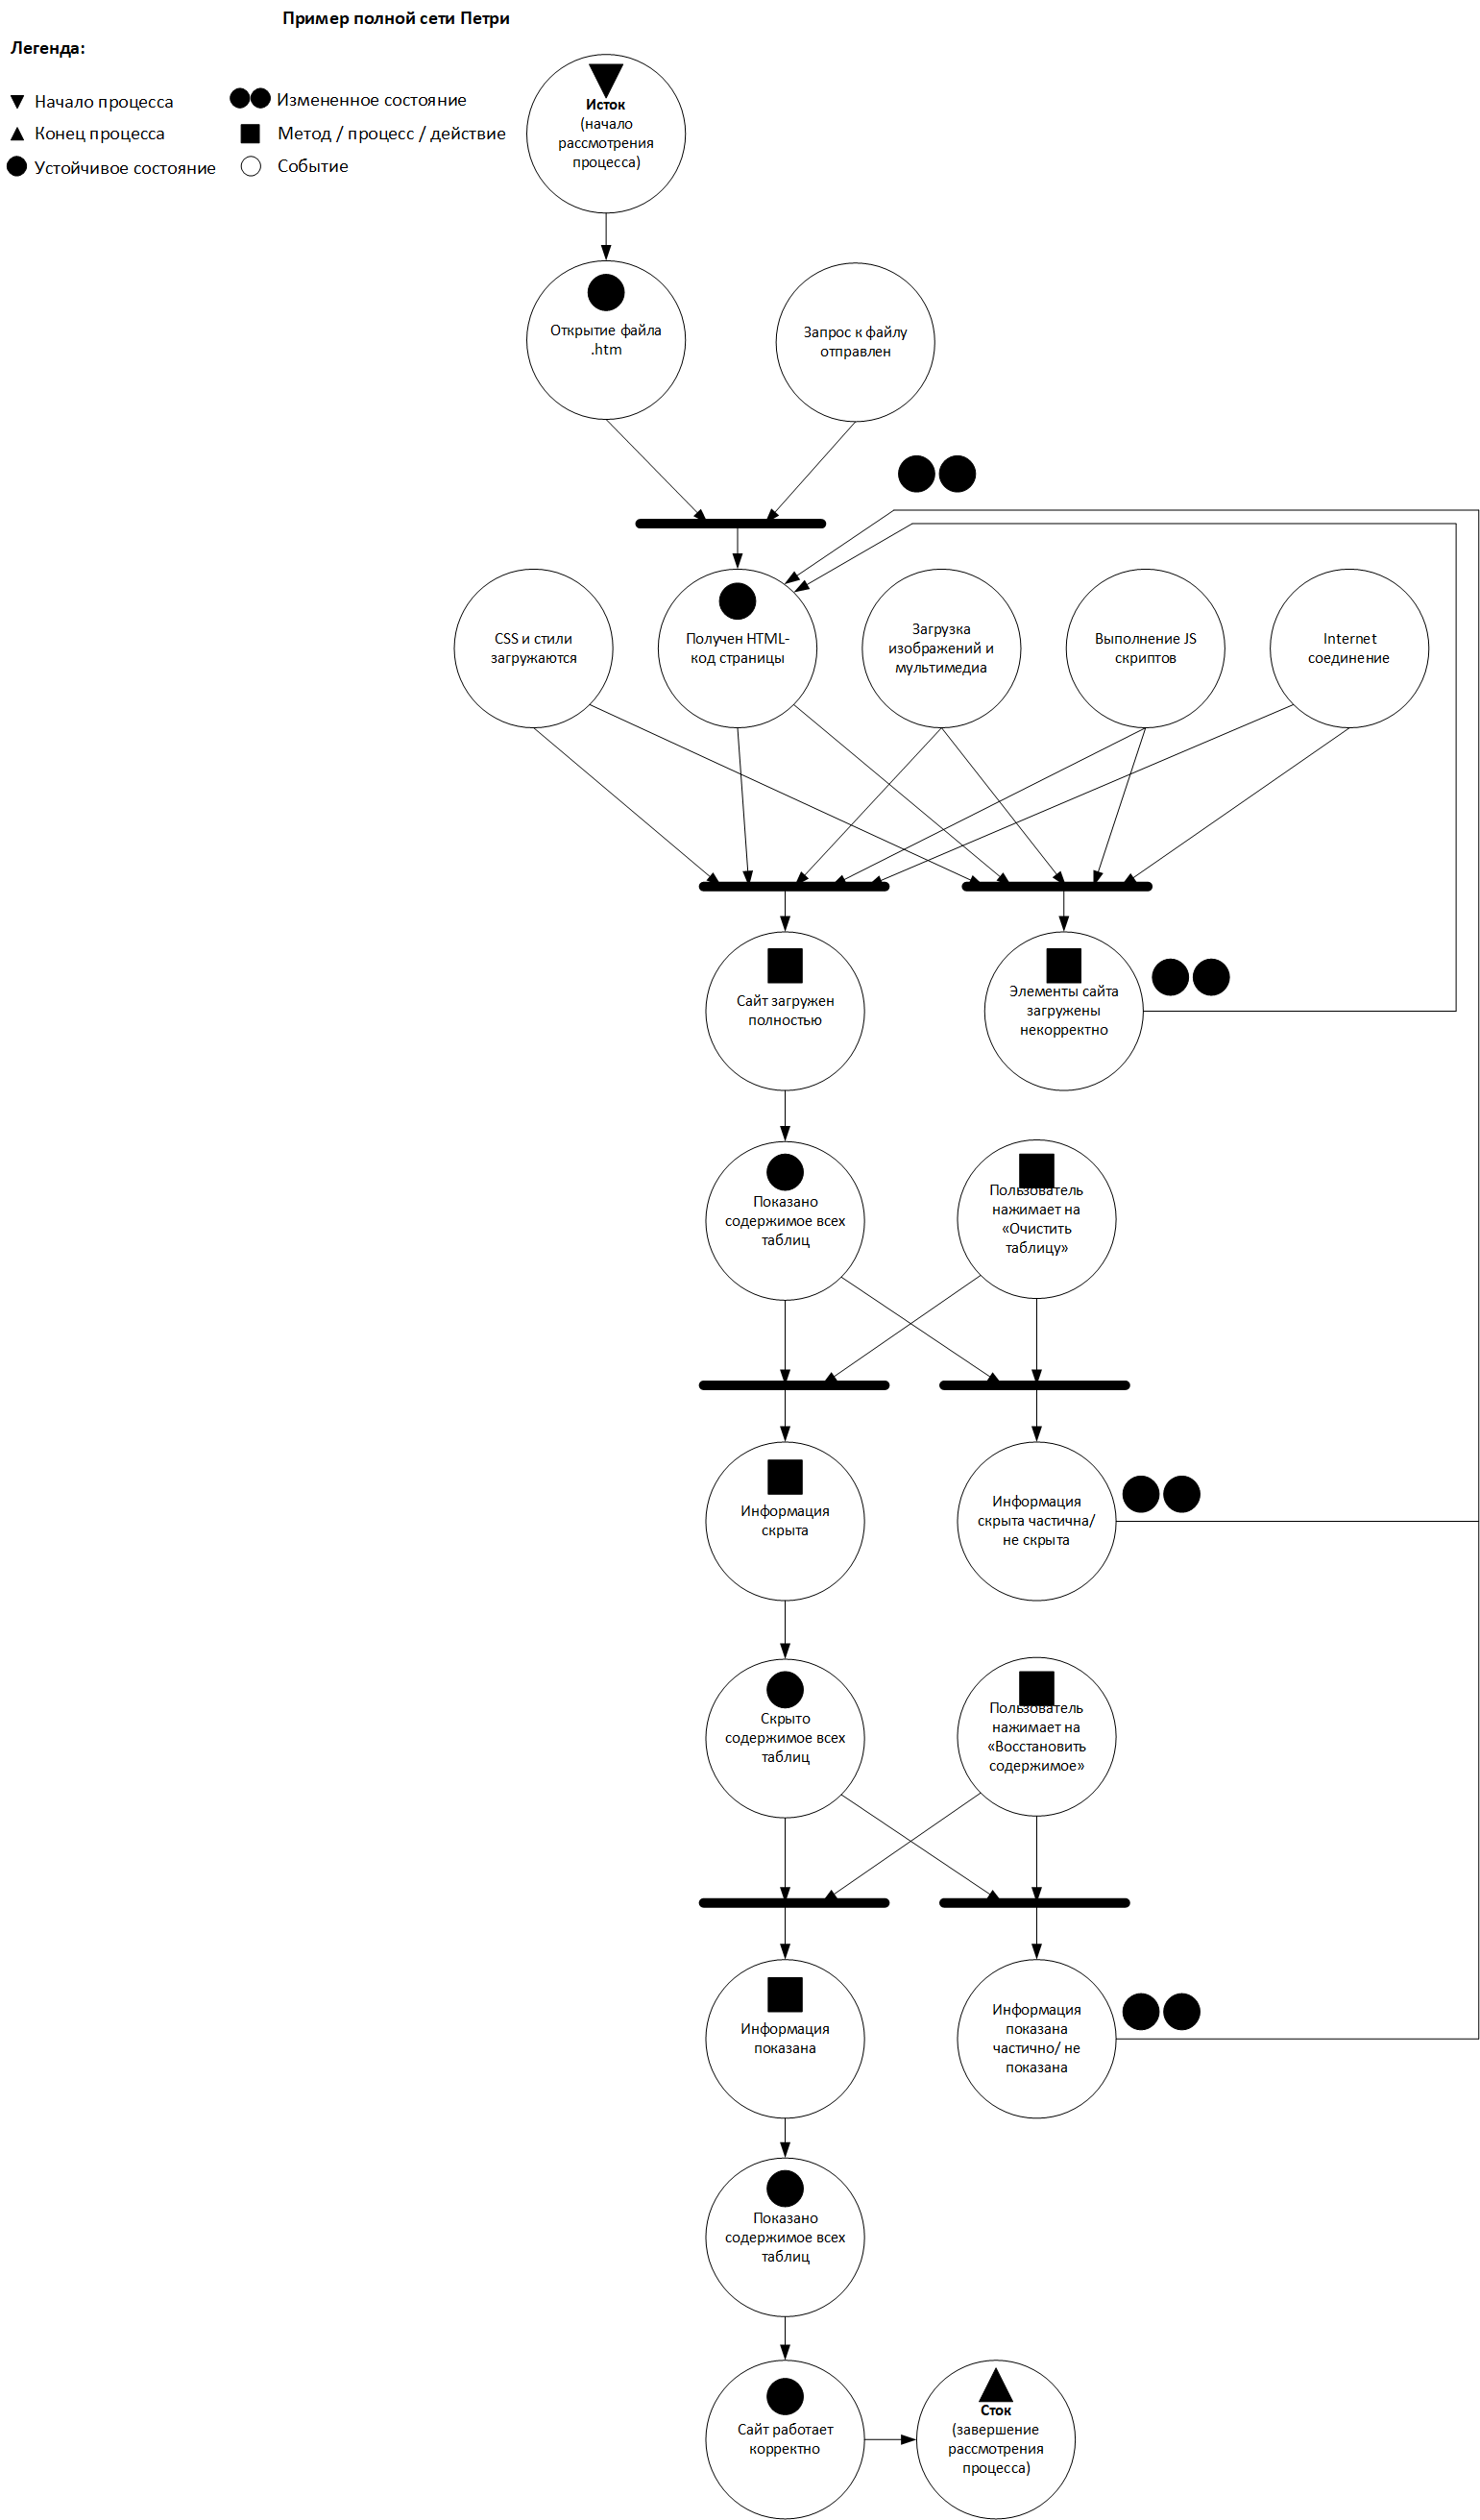 Пример полной сети Петри
Легенда:
Начало процесса
Измененное состояние
Конец процесса
Метод / процесс / действие
Устойчивое состояние
Событие
Исток
(начало
рассмотрения
процесса)
Открытие файла
.htm
Запрос к файлу
отправлен
CSS и стили
загружаются
Получен HTML-
код страницы
Загрузка
изображений и
мультимедиа
Выполнение JS
скриптов
Internet
соединение
Сайт загружен
полностью
Элементы сайта
загружены
некорректно
Показано
содержимое всех
таблиц
Пользователь
нажимает на
«Очистить
таблицу»
Информация
скрыта
Информация
скрыта частична/
не скрыта
Скрыто
содержимое всех
таблиц
Пользователь
нажимает на
«Восстановить
содержимое»
Информация
показана
Информация
показана
частично/ не
показана
Показано
содержимое всех
таблиц
Сайт работает
корректно
Сток
(завершение
рассмотрения
процесса)